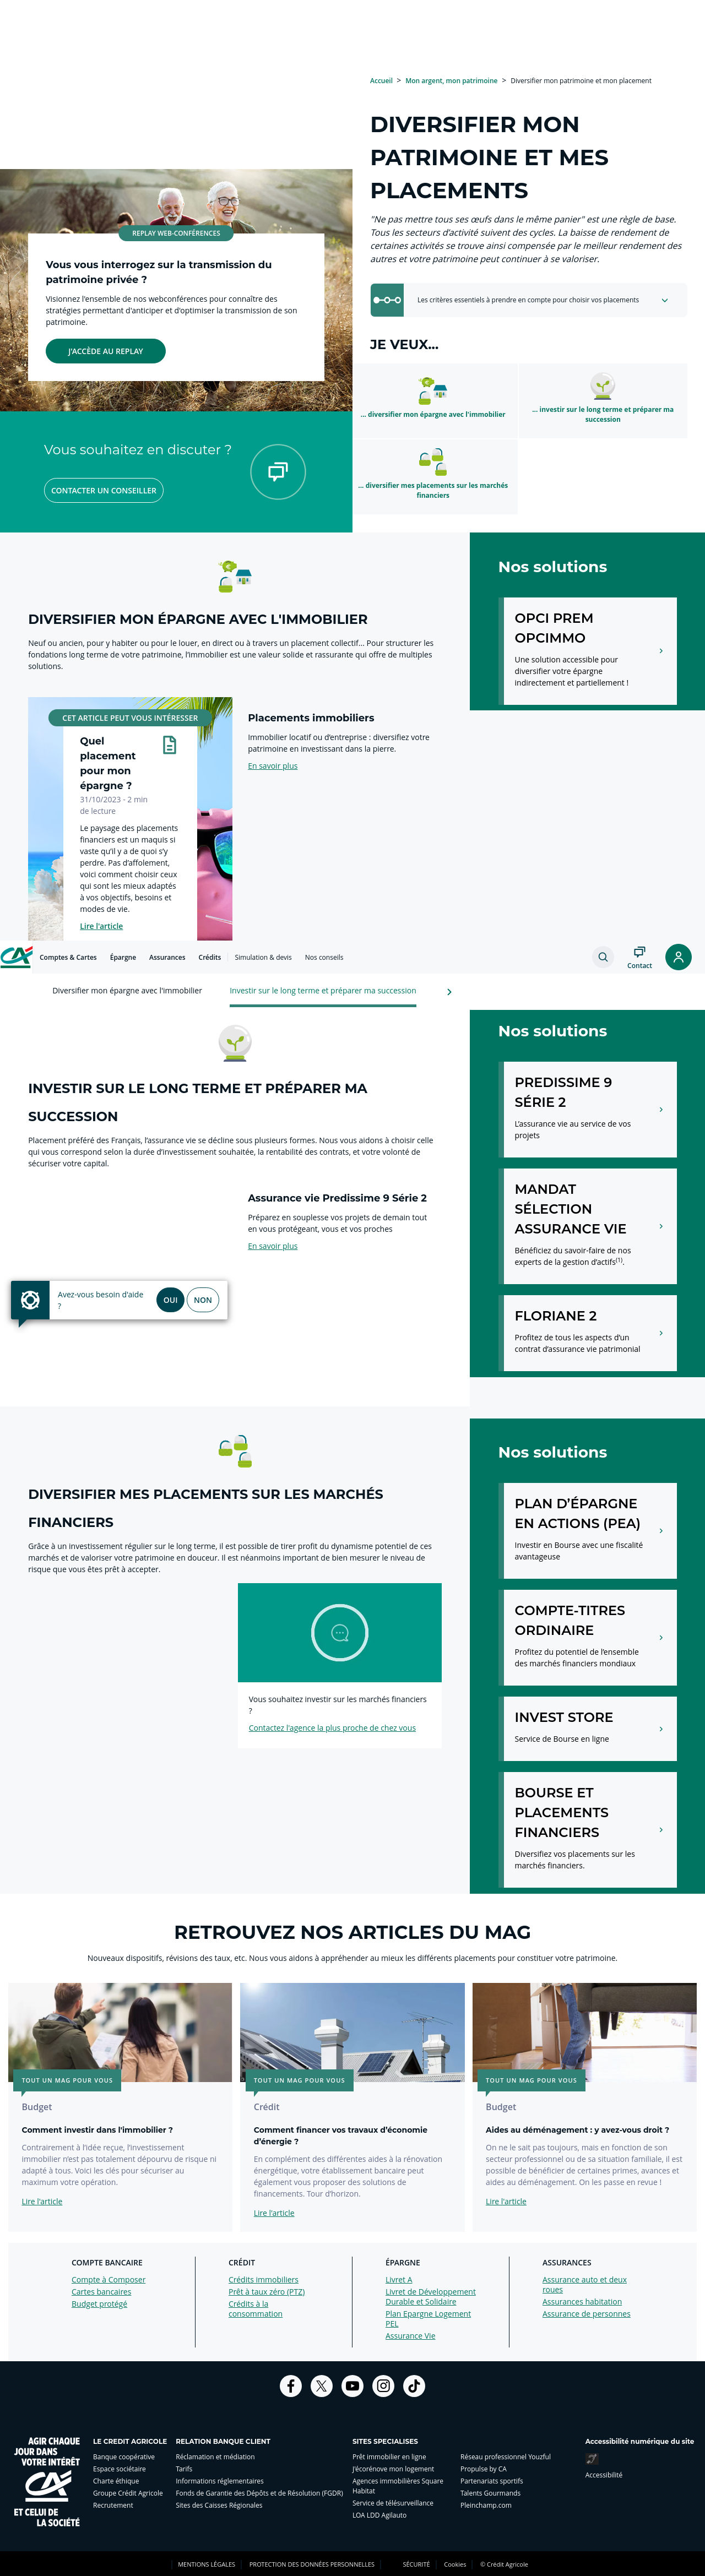 Accueil > Mon argent, mon patrimoine > Diversifier mon patrimoine et mon placement
DIVERSIFIER MON
PATRIMOINE ET MES
PLACEMENTS
"Ne pas mettre tous ses œufs dans le même panier" est une règle de base.
Tous les secteurs d'activité suivent des cycles. La baisse de rendement de
certaines activités se trouve ainsi compensée par le meilleur rendement des
autres et votre patrimoine peut continuer à se valoriser.
Les critères essentiels à prendre en compte pour choisir vos placements
JE VEUX...
... diversifier mon épargne avec l'immobilier
... investir sur le long terme et préparer ma
succession
... diversifier mes placements sur les marchés
financiers
REPLAY WEB-CONFÉRENCES
Vous vous interrogez sur la transmission du
patrimoine privée ?
Visionnez l'ensemble de nos webconférences pour connaître des
stratégies permettant d'anticiper et d'optimiser la transmission de son
patrimoine.
J'ACCÈDE AU REPLAY
Vous souhaitez en discuter ?
CONTACTER UN CONSEILLER
DIVERSIFIER MON ÉPARGNE AVEC L'IMMOBILIER
Neuf ou ancien, pour y habiter ou pour le louer, en direct ou à travers un placement collectif... Pour structurer les
fondations long terme de votre patrimoine, l'immobilier est une valeur solide et rassurante qui offre de multiples
solutions.
CET ARTICLE PEUT VOUS INTÉRESSER
Quel
placement
pour mon
épargne ?
31/10/2023 - 2 min
de lecture
Le paysage des placements
financiers est un maquis si
vaste qu'il y a de quoi s'y
perdre. Pas d'affolement,
voici comment choisir ceux
qui sont les mieux adaptés
à vos objectifs, besoins et
modes de vie.
Lire l'article
Placements immobiliers
Immobilier locatif ou d'entreprise : diversifiez votre
patrimoine en investissant dans la pierre.
En savoir plus
Nos solutions
OPCI PREM
OPCIMMO
Une solution accessible pour
diversifier votre épargne
indirectement et partiellement !
CA
Comptes & Cartes
Épargne
Assurances
Crédits
Simulation & devis
Nos conseils
Contact
Diversifier mon épargne avec l'immobilier
Investir sur le long terme et préparer ma succession
INVESTIR SUR LE LONG TERME ET PRÉPARER MA
SUCCESSION
Placement préféré des Français, l'assurance vie se décline sous plusieurs formes. Nous vous aidons à choisir celle
qui vous correspond selon la durée d'investissement souhaitée, la rentabilité des contrats, et votre volonté de
sécuriser votre capital.
Assurance vie Predissime 9 Série 2
Préparez en souplesse vos projets de demain tout
en vous protégeant, vous et vos proches
En savoir plus
Avez-vous besoin d'aide
?
OUI
NON
Nos solutions
PREDISSIME 9
SÉRIE 2
L'assurance vie au service de vos
projets
MANDAT
SÉLECTION
ASSURANCE VIE
Bénéficiez du savoir-faire de nos
experts de la gestion d'actifs(1).
FLORIANE 2
Profitez de tous les aspects d'un
contrat d'assurance vie patrimonial
DIVERSIFIER MES PLACEMENTS SUR LES MARCHÉS
FINANCIERS
Grâce à un investissement régulier sur le long terme, il est possible de tirer profit du dynamisme potentiel de ces
marchés et de valoriser votre patrimoine en douceur. Il est néanmoins important de bien mesurer le niveau de
risque que vous êtes prêt à accepter.
Vous souhaitez investir sur les marchés financiers
?
Contactez l'agence la plus proche de chez vous
Nos solutions
PLAN D'ÉPARGNE
EN ACTIONS (PEA)
Investir en Bourse avec une fiscalité
avantageuse
COMPTE-TITRES
ORDINAIRE
Profitez du potentiel de l'ensemble
des marchés financiers mondiaux
INVEST STORE
Service de Bourse en ligne
BOURSE ET
PLACEMENTS
FINANCIERS
Diversifiez vos placements sur les
marchés financiers.
RETROUVEZ NOS ARTICLES DU MAG
Nouveaux dispositifs, révisions des taux, etc. Nous vous aidons à appréhender au mieux les différents placements pour constituer votre patrimoine.
TOUT UN MAG POUR VOUS
Budget
Comment investir dans l'immobilier ?
Contrairement à l'idée reçue, l'investissement
immobilier n'est pas totalement dépourvu de risque ni
adapté à tous. Voici les clés pour sécuriser au
maximum votre opération.
Lire l'article
TOUT UN MAG POUR VOUS
Crédit
Comment financer vos travaux d'économie
d'énergie ?
En complément des différentes aides à la rénovation
énergétique, votre établissement bancaire peut
également vous proposer des solutions de
financements. Tour d'horizon.
Lire l'article
TOUT UN MAG POUR VOUS
Budget
Aides au déménagement : y avez-vous droit ?
On ne le sait pas toujours, mais en fonction de son
secteur professionnel ou de sa situation familiale, il est
possible de bénéficier de certaines primes, avances et
aides au déménagement. On les passe en revue !
Lire l'article
COMPTE BANCAIRE
Compte à Composer
Cartes bancaires
Budget protégé
CRÉDIT
Crédits immobiliers
Prêt à taux zéro (PTZ)
Crédits à la
consommation
ÉPARGNE
Livret A
Livret de Développement
Durable et Solidaire
Plan Epargne Logement
PEL
Assurance Vie
ASSURANCES
Assurance auto et deux
roues
Assurances habitation
Assurance de personnes
AGIR CHAQUE
JOUR DANS
VOTRE INTÉRÊT
CA
ET CELUI DE
LA SOCIÉTÉ
LE CREDIT AGRICOLE
Banque coopérative
Espace sociétaire
Charte éthique
Groupe Crédit Agricole
Recrutement
RELATION BANQUE CLIENT
Réclamation et médiation
Tarifs
Informations réglementaires
Fonds de Garantie des Dépôts et de Résolution (FGDR)
Sites des Caisses Régionales
SITES SPECIALISES
Prêt immobilier en ligne
J'écorénove mon logement
Agences immobilières Square
Habitat
Service de télésurveillance
LOA LDD Agilauto
Réseau professionnel Youzful
Propulse by CA
Partenariats sportifs
Talents Gourmands
Pleinchamp.com
Accessibilité numérique du site
Accessibilité
MENTIONS LÉGALES
PROTECTION DES DONNÉES PERSONNELLES
SÉCURITÉ
Cookies
© Crédit Agricole